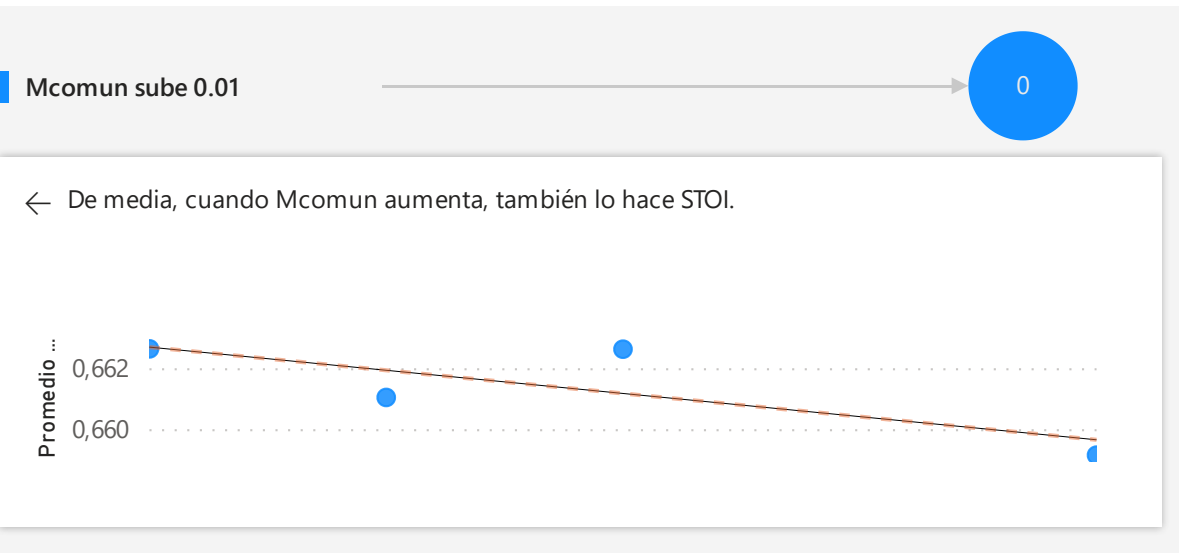 Mcomun sube 0.01
0
De media, cuando Mcomun aumenta, también lo hace STOI.
Promedio ...
0,662
0,660